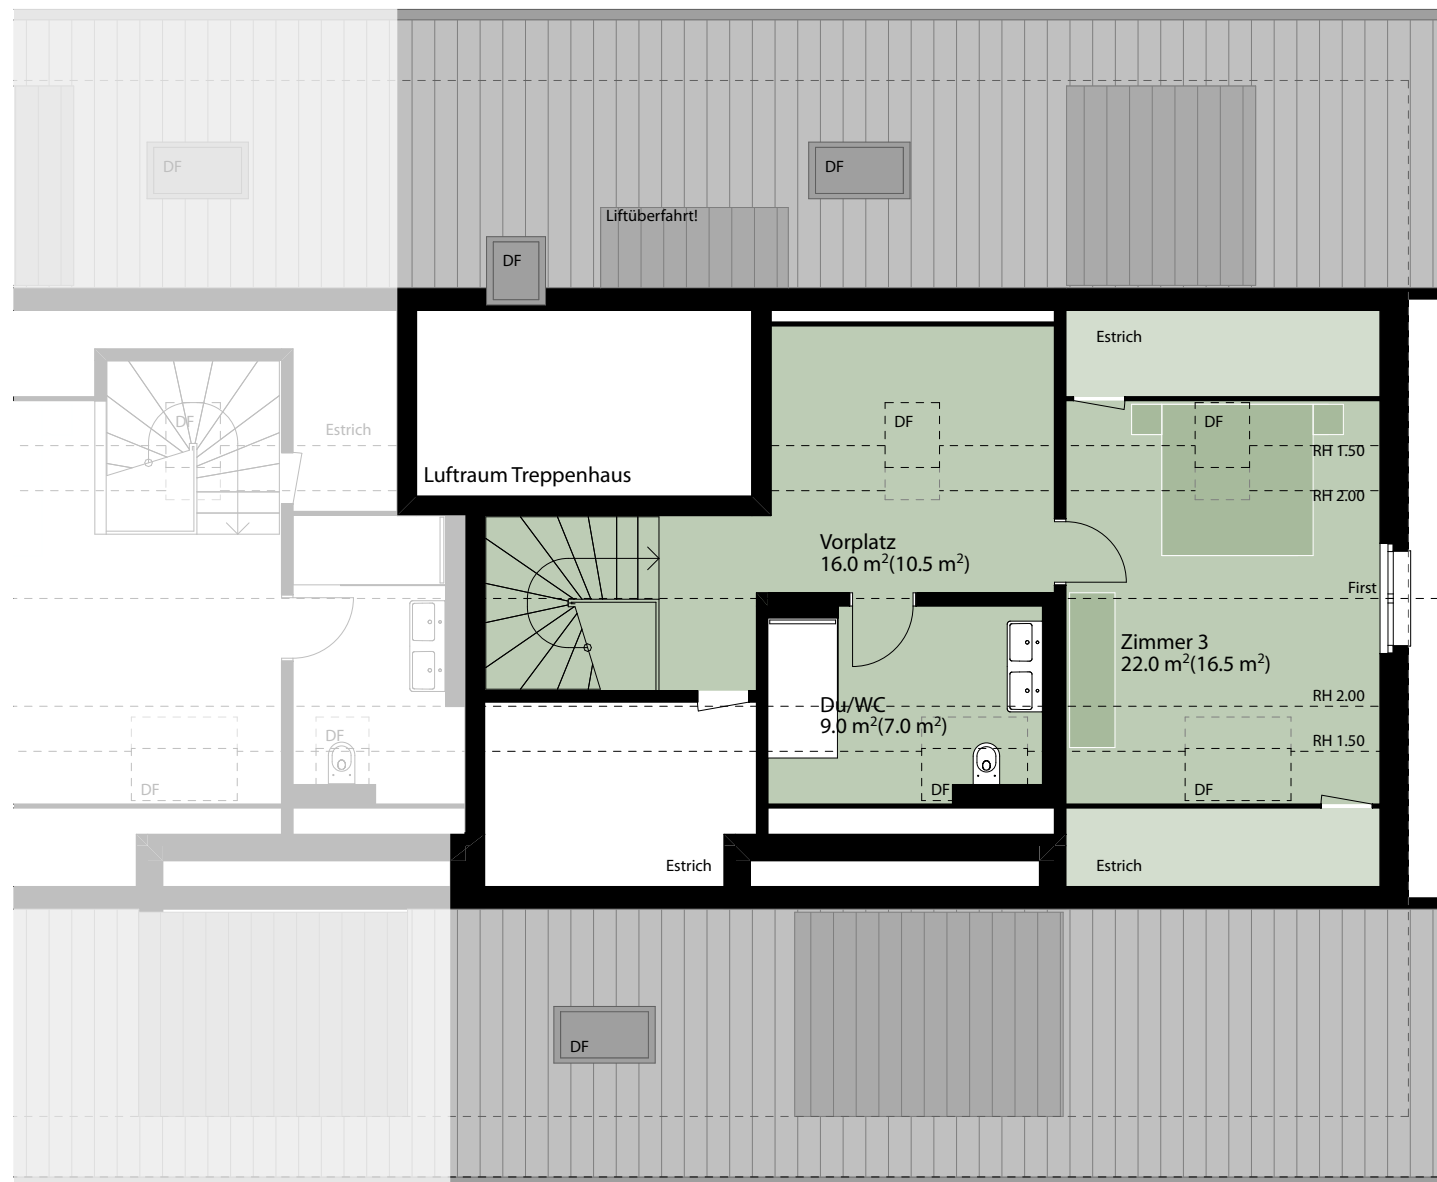 DF
DF
Liftüberfahrt!
DF
Estrich
DF
Estrich
DF
DF
RH 1.50
Luftraum Treppenhaus
RH 2.00
Vorplatz
16.0 m²(10.5 m²)
First
Zimmer 3
22.0 m²(16.5 m²)
Du/WC
9.0 m²(7.0 m²)
RH 2.00
DF
RH 1.50
DF
DF
DF
Estrich
Estrich
DF